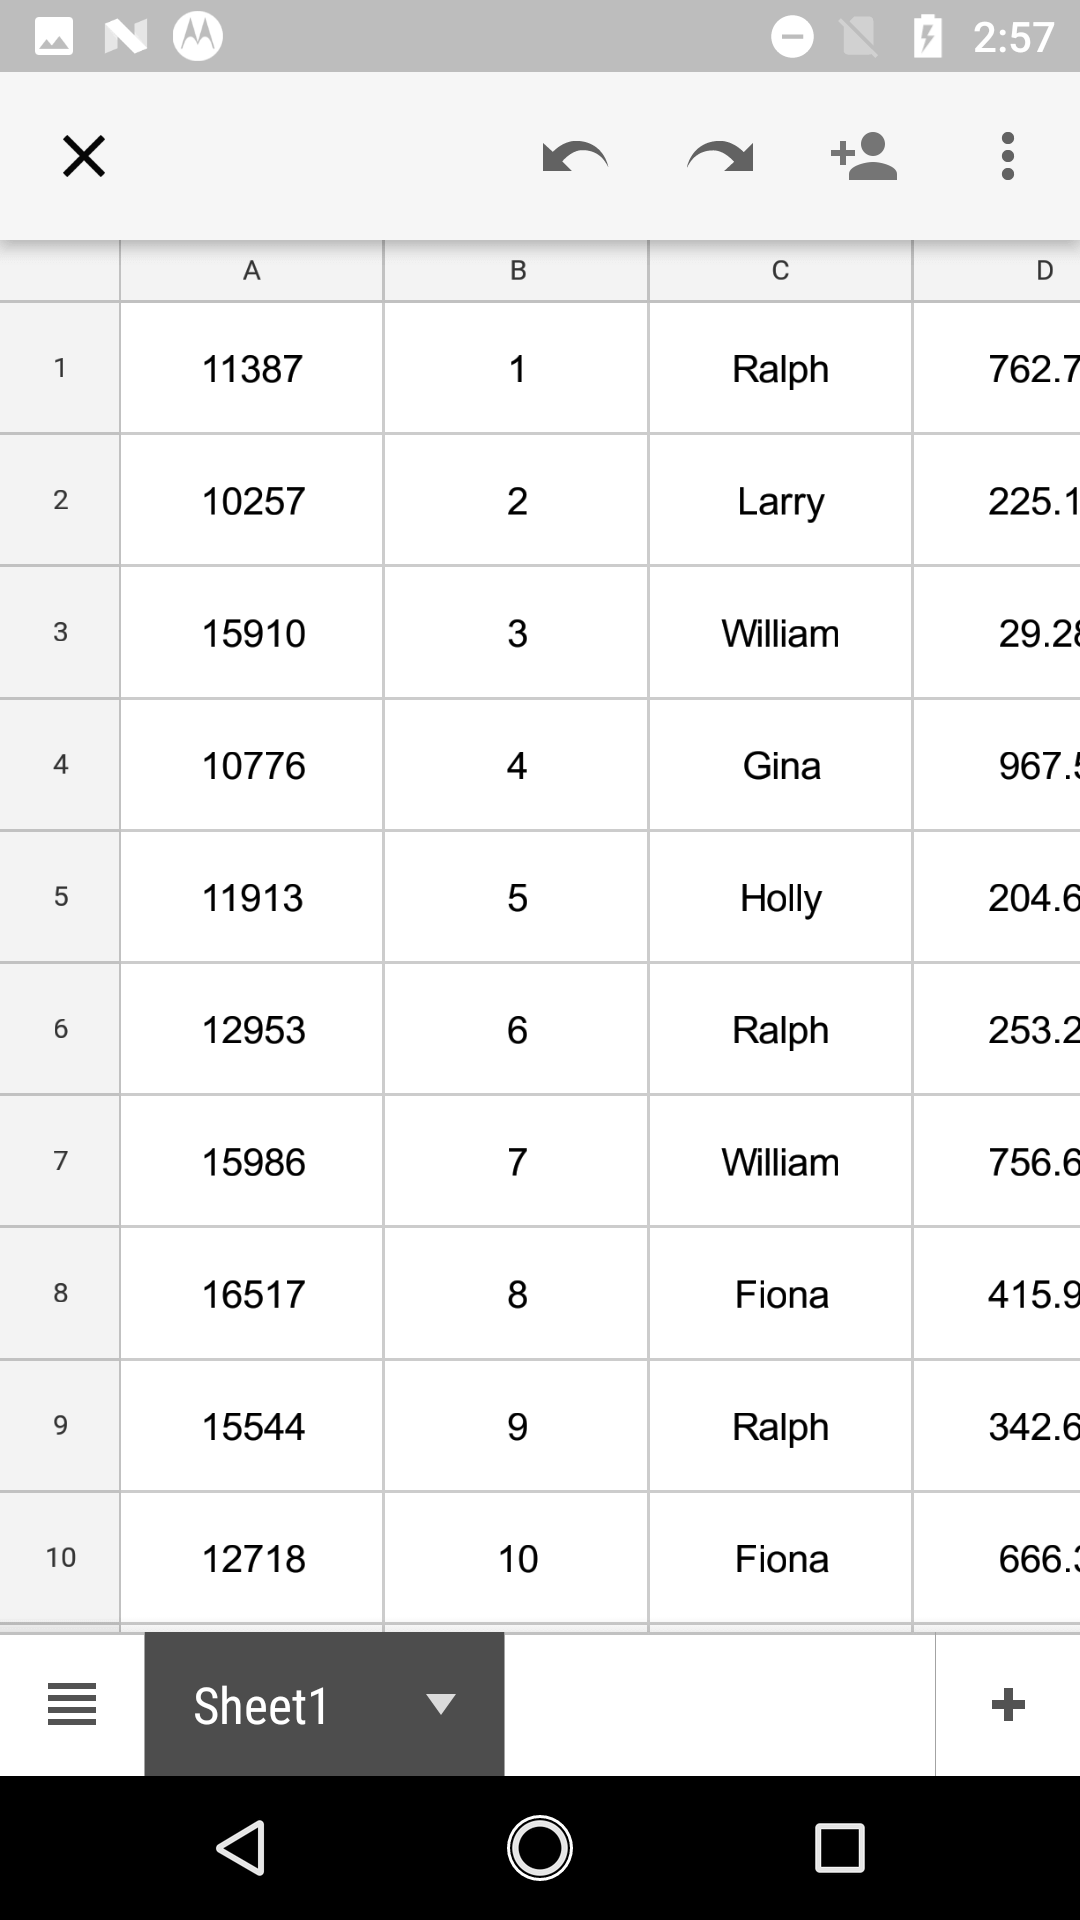 2:57
A B C D
1 11387 1 Ralph 762.7
2 10257 2 Larry 225.1
3 15910 3 William 29.28
4 10776 4 Gina 967.5
5 11913 5 Holly 204.6
6 12953 6 Ralph 253.2
7 15986 7 William 756.6
8 16517 8 Fiona 415.9
9 15544 9 Ralph 342.6
10 12718 10 Fiona 666.3
Sheet1